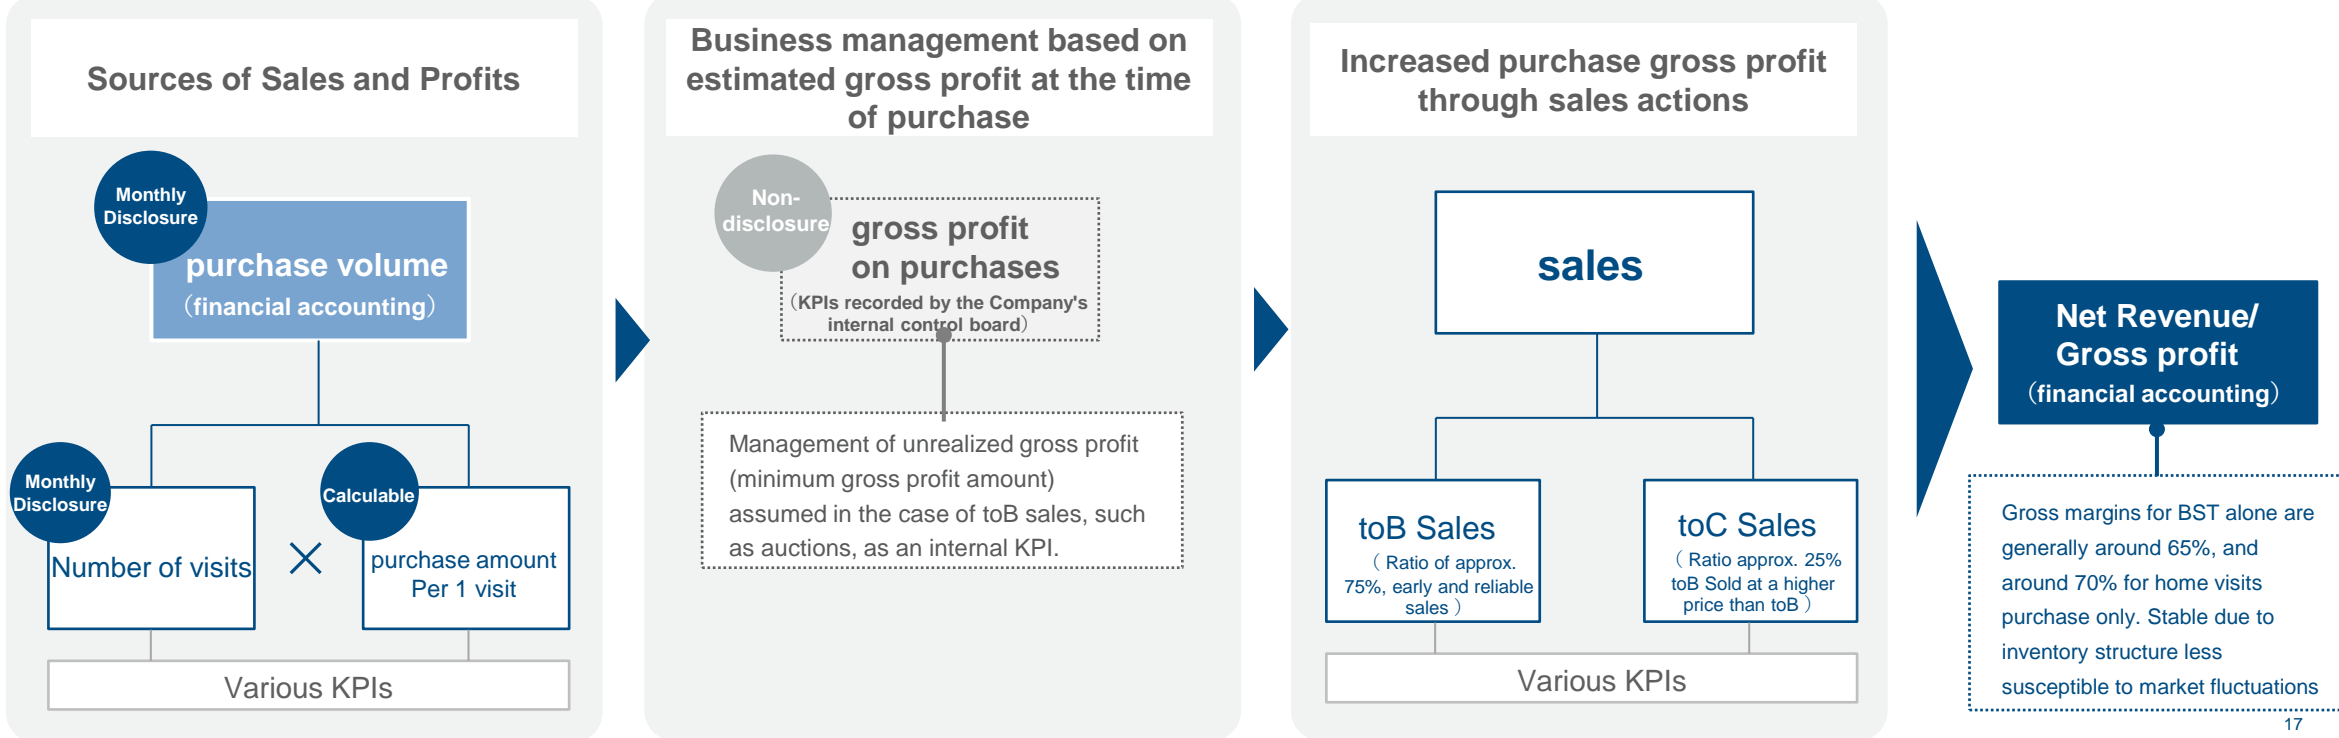 Sources of Sales and Profits
Monthly
Disclosure
purchase volume
（financial accounting）
Monthly
Disclosure
Number of visits
×
Calculable
purchase amount
Per 1 visit
Various KPIs
Business management based on
estimated gross profit at the time
of purchase
Non-
disclosure
gross profit
on purchases
（KPIs recorded by the Company's
internal control board）
Management of unrealized gross profit
(minimum gross profit amount)
assumed in the case of toB sales, such
as auctions, as an internal KPI.
Increased purchase gross profit
through sales actions
sales
toB Sales
（ Ratio of approx.
75%, early and reliable
sales ）
toC Sales
（ Ratio approx. 25%
toB Sold at a higher
price than toB ）
Various KPIs
Net Revenue/
Gross profit
（financial accounting）
Gross margins for BST alone are
generally around 65%, and
around 70% for home visits
purchase only. Stable due to
inventory structure less
susceptible to market fluctuations
17